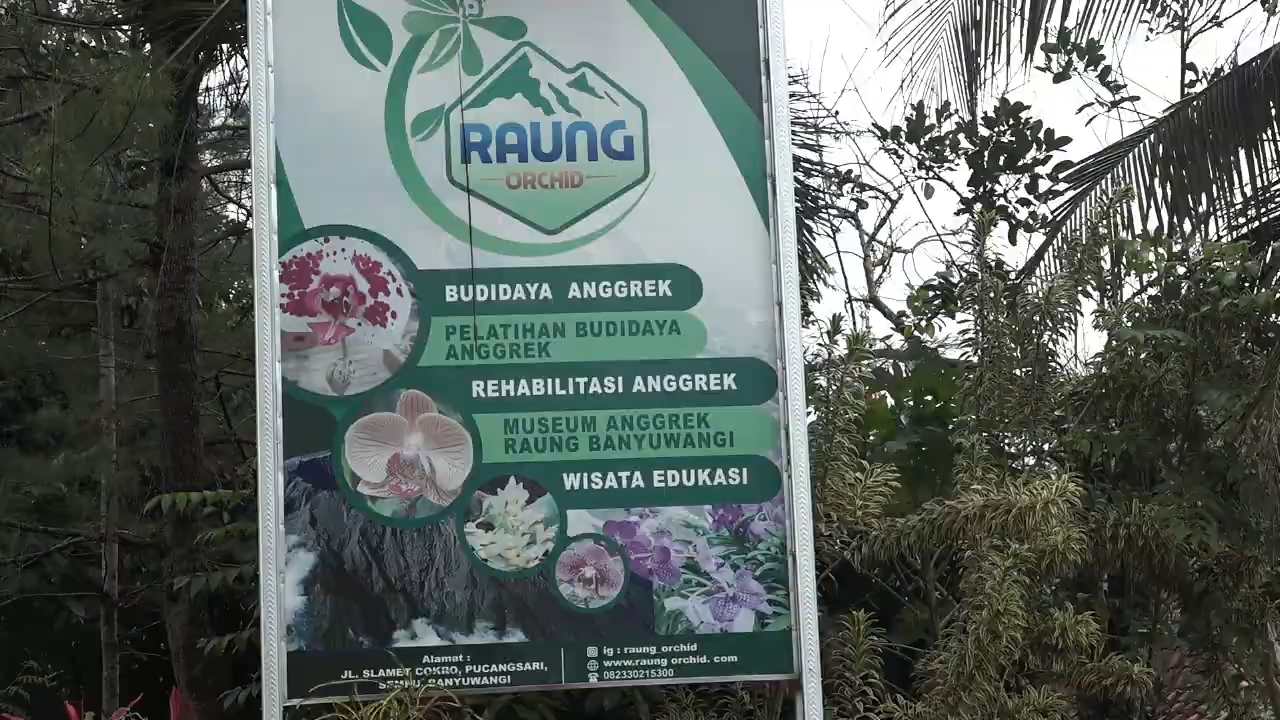 RAUNG
ORCHID
BUDIDAYA ANGGREK
PELATIHAN BUDIDAYA
ANGGREK
REHABILITASI ANGGREK
MUSEUM ANGGREK
RAUNG BANYUWANGI
WISATA EDUKASI
Alamat :
JL. SLAMET COKRO, PUCANGSARI,
SEMPU, BANYUWANGI
ig : raung_orchid
www.raung orchid. com
082330215300